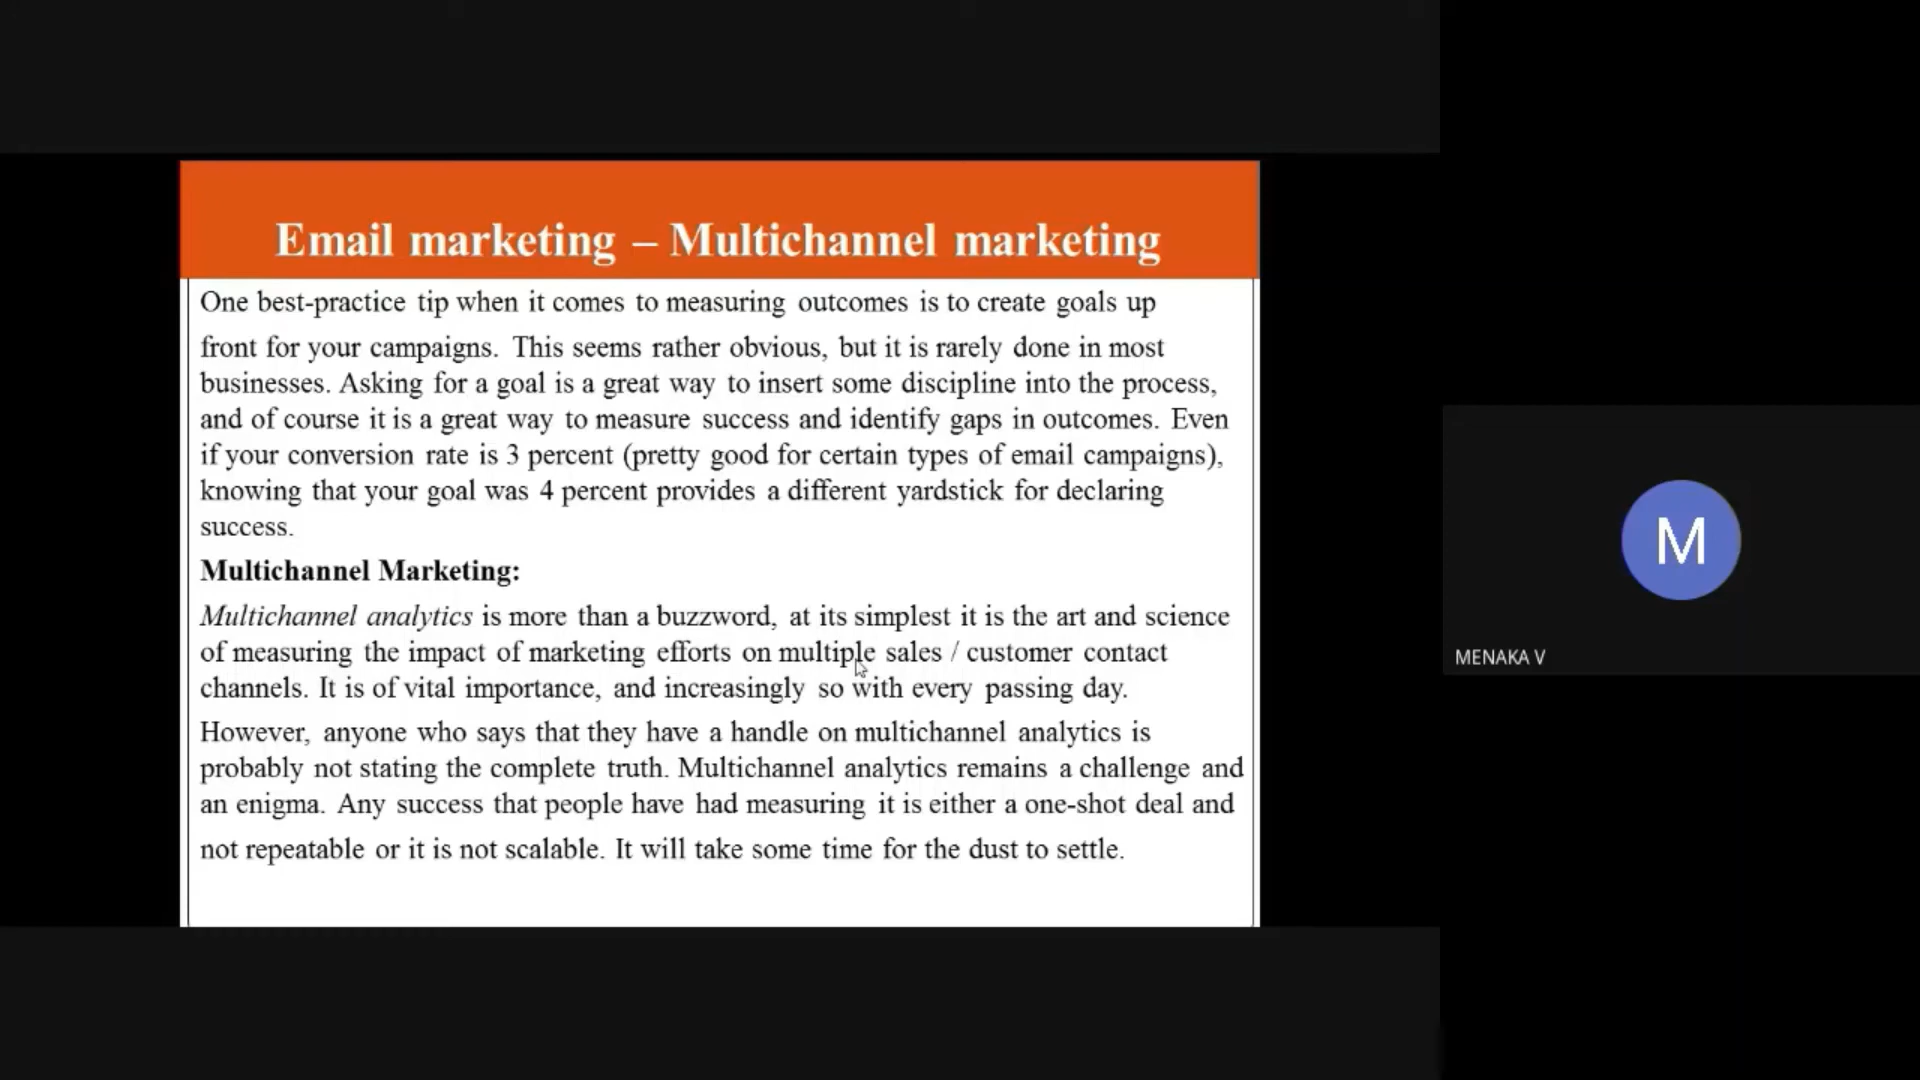 Email marketing – Multichannel marketing
One best-practice tip when it comes to measuring outcomes is to create goals up
front for your campaigns. This seems rather obvious, but it is rarely done in most
businesses. Asking for a goal is a great way to insert some discipline into the process,
and of course it is a great way to measure success and identify gaps in outcomes. Even
if your conversion rate is 3 percent (pretty good for certain types of email campaigns),
knowing that your goal was 4 percent provides a different yardstick for declaring
success.
Multichannel Marketing:
Multichannel analytics is more than a buzzword, at its simplest it is the art and science
of measuring the impact of marketing efforts on multiple sales / customer contact
channels. It is of vital importance, and increasingly so with every passing day.
However, anyone who says that they have a handle on multichannel analytics is
probably not stating the complete truth. Multichannel analytics remains a challenge and
an enigma. Any success that people have had measuring it is either a one-shot deal and
not repeatable or it is not scalable. It will take some time for the dust to settle.
M
MENAKA V